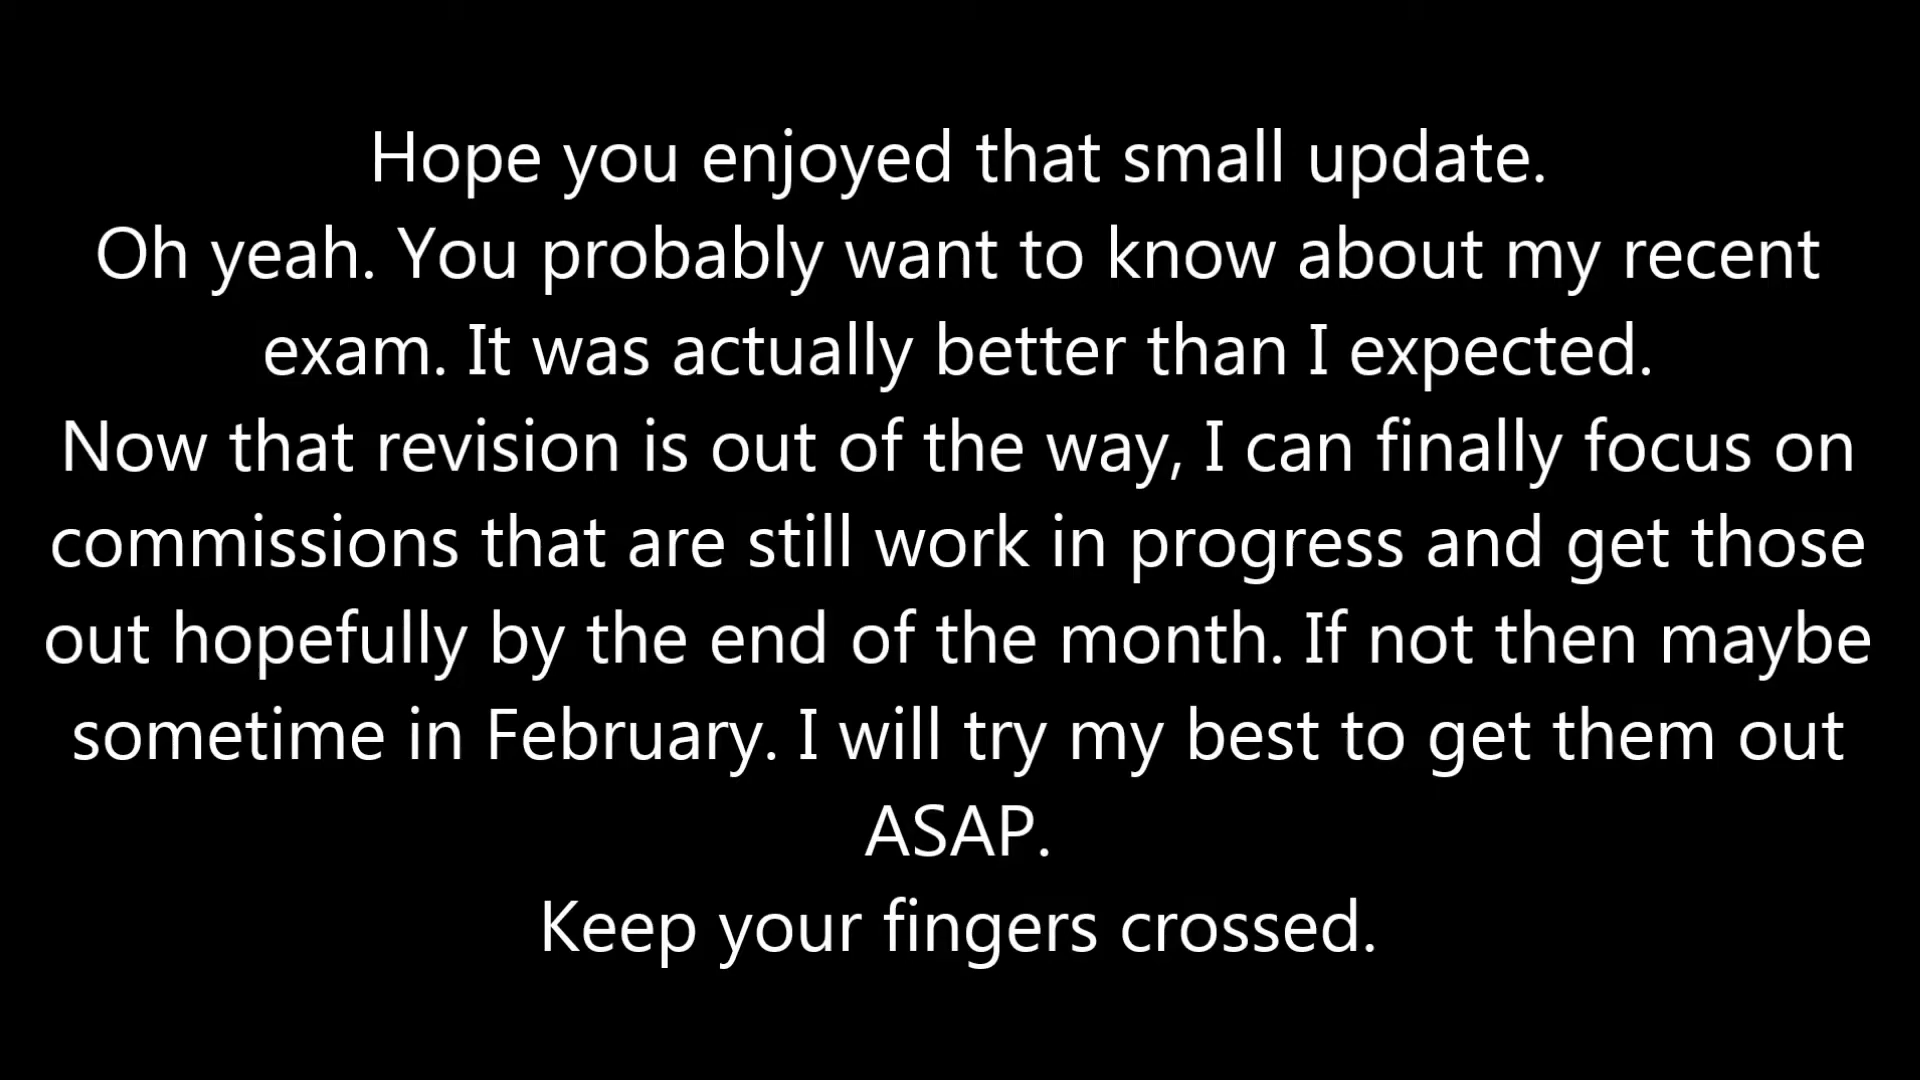 Hope you enjoyed that small update.
Oh yeah. You probably want to know about my recent
exam. It was actually better than I expected.
Now that revision is out of the way, I can finally focus on
commissions that are still work in progress and get those
out hopefully by the end of the month. If not then maybe
sometime in February. I will try my best to get them out
ASAP.
Keep your fingers crossed.